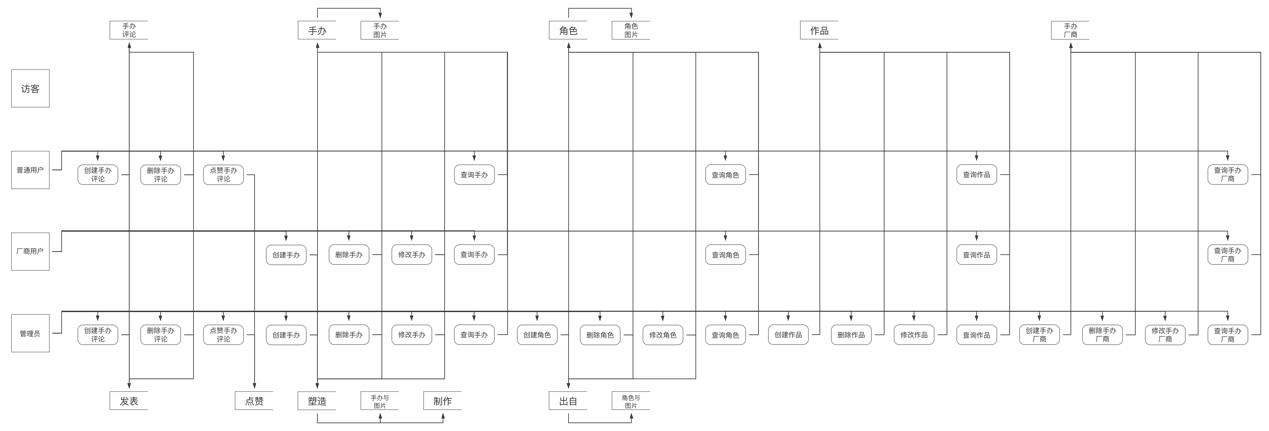 手办
评论
手办
手办
图片
角色
角色
图片
作品
手办
厂商
访客
普通用户
创建手办
评论
删除手办
评论
点赞手办
评论
查询手办
查询角色
查询作品
查询手办
厂商
厂商用户
创建手办
删除手办
修改手办
查询手办
查询角色
查询作品
查询手办
厂商
管理员
创建手办
评论
删除手办
评论
点赞手办
评论
创建手办
删除手办
修改手办
查询手办
创建角色
删除角色
修改角色
查询角色
创建作品
删除作品
修改作品
查询作品
创建手办
厂商
删除手办
厂商
修改手办
厂商
查询手办
厂商
发表
点赞
塑造
手办与
图片
制作
出自
角色与
图片